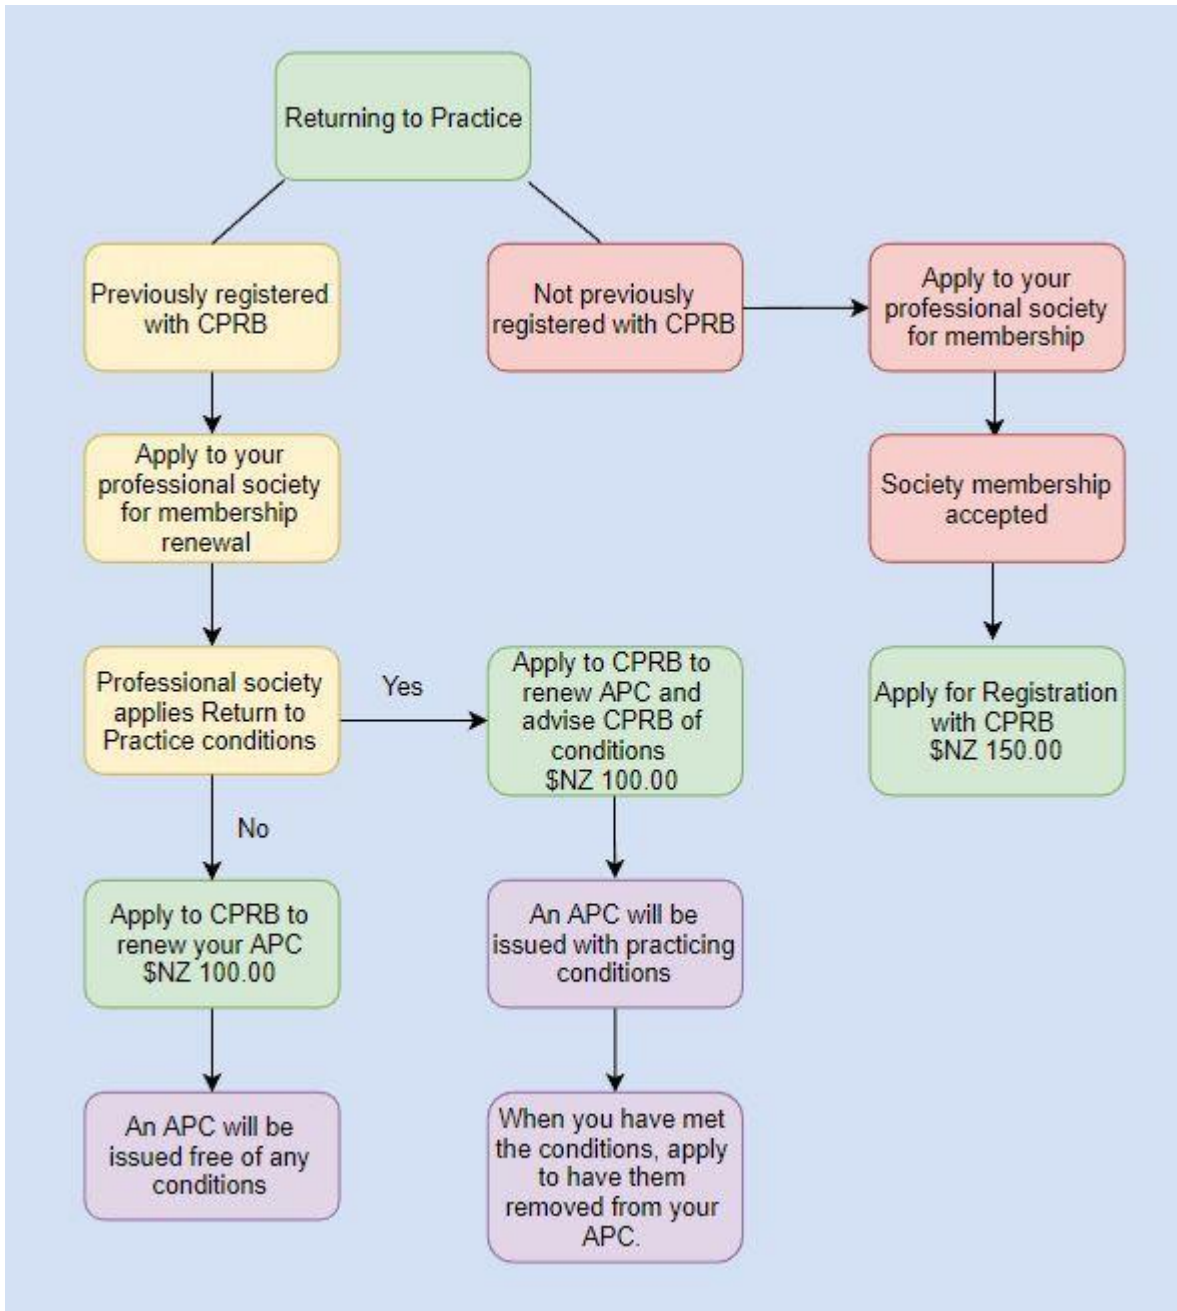 Returning to Practice
Previously registered
with CPRB
Not previously
registered with CPRB
Apply to your
professional society
for membership
Apply to your
professional society
for membership
renewal
Society membership
accepted
Professional society
applies Return to
Practice conditions
Yes
Apply to CPRB to
renew APC and
advise CPRB of
conditions
$NZ 100.00
Apply for Registration
with CPRB
$NZ 150.00
No
Apply to CPRB to
renew your APC
$NZ 100.00
An APC will be
issued with practicing
conditions
An APC will be
issued free of any
conditions
When you have met
the conditions, apply
to have them
removed from your
APC.